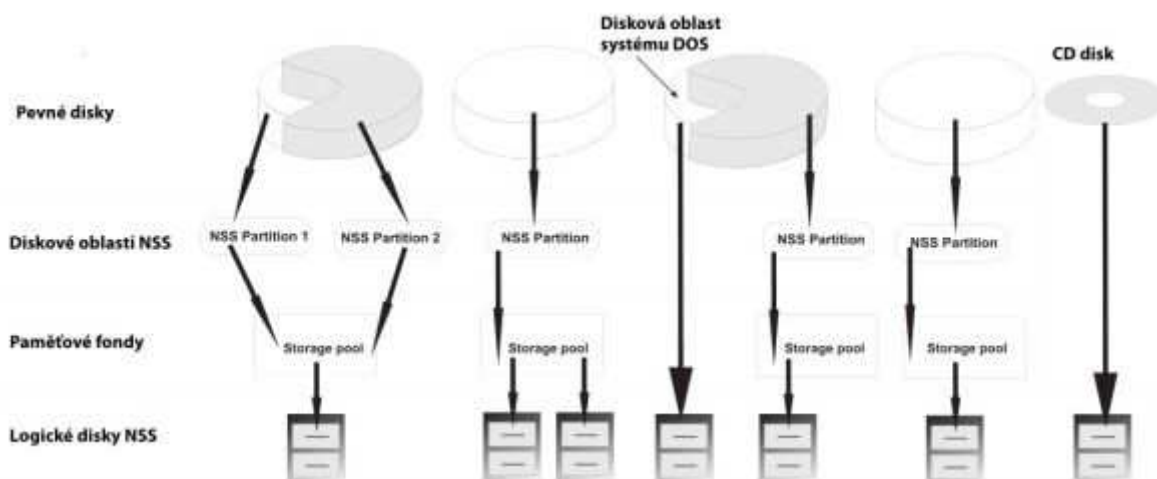 Disková oblast
systému DOS
CD disk
Pevné disky
Diskové oblasti NSS
NSS Partition 1
NSS Partition 2
NSS Partition
NSS Partition
NSS Partition
Paměťové fondy
Storage pool
Storage pool
Storage pool
Storage pool
Logické disky NSS